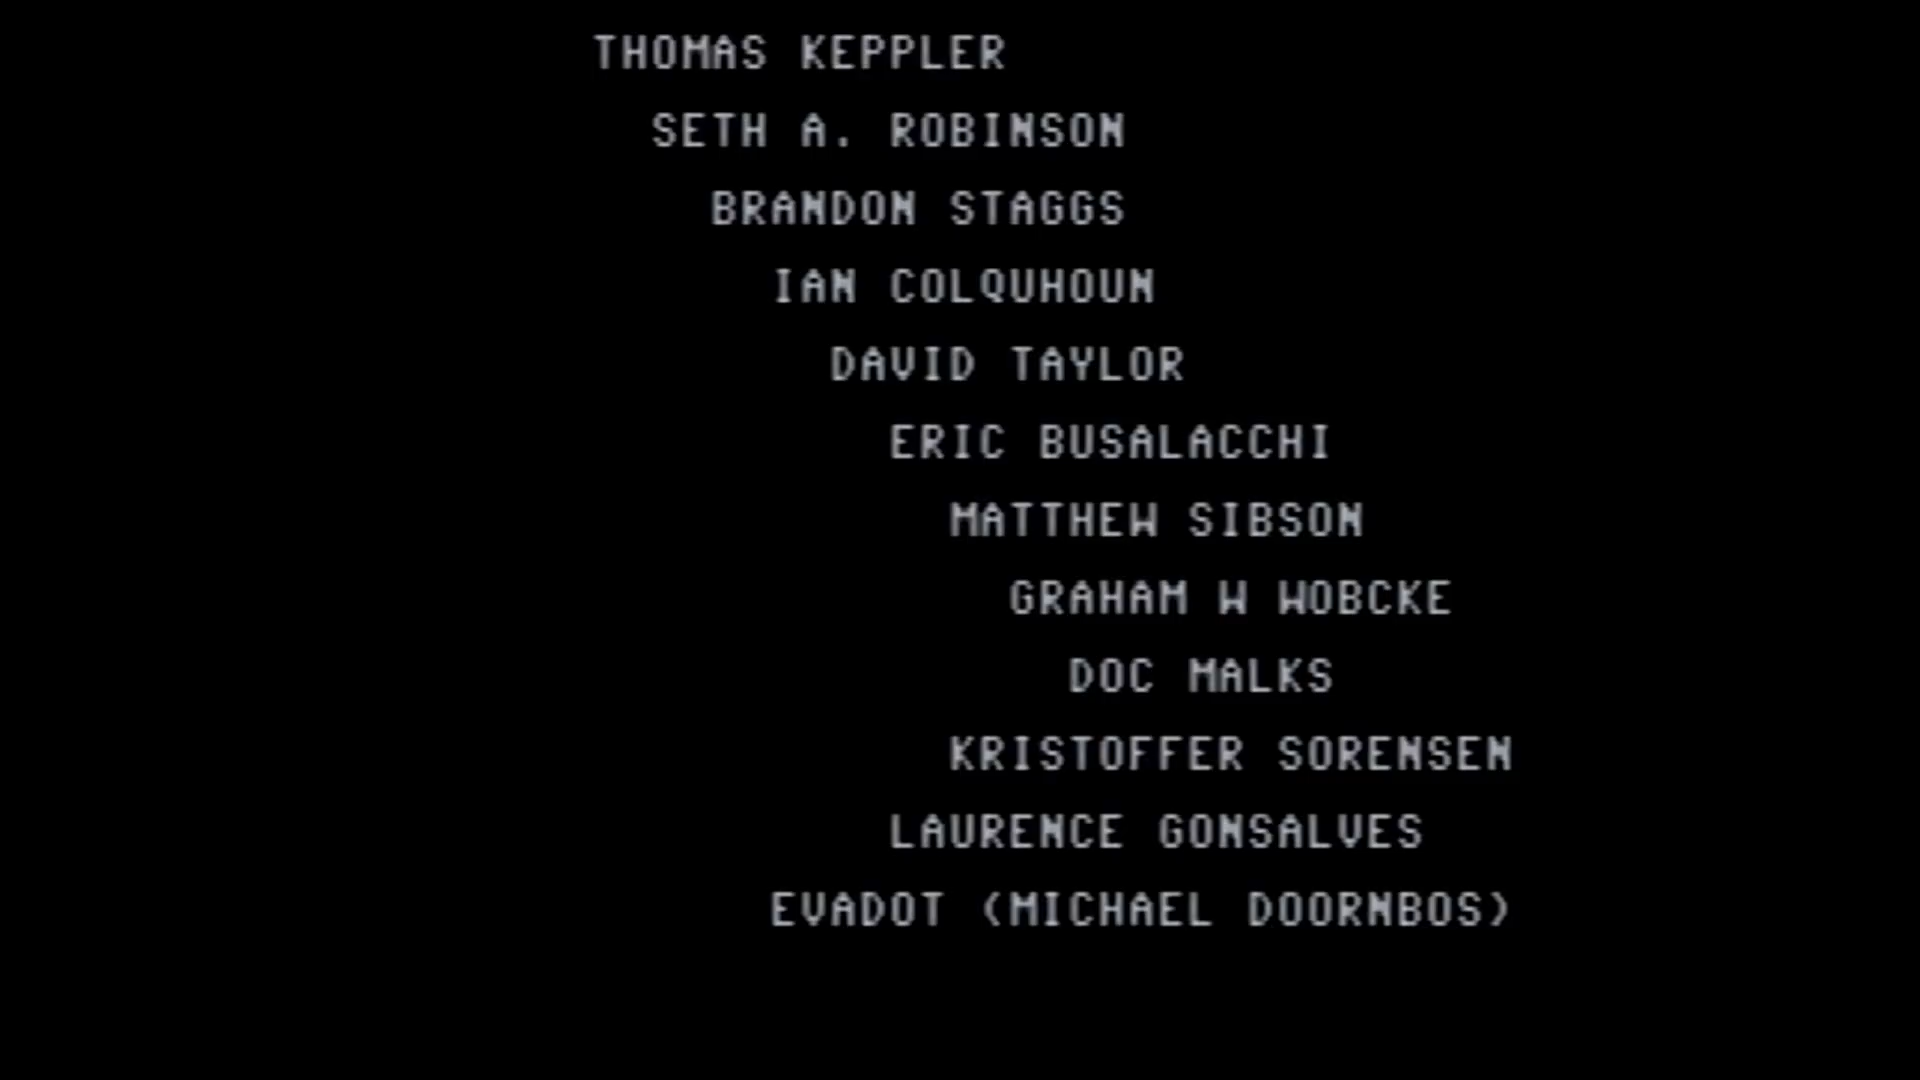 THOMAS KEPPLER
SETH A. ROBINSON
BRANDON STAGGS
IAN COLQUHOUN
DAVID TAYLOR
ERIC BUSALACCHI
MATTHEW SIBSON
GRAHAM W WOBCKE
DOC MALKS
KRISTOFFER SORENSEN
LAURENCE GONSALVES
EVADOT (MICHAEL DOORNBOS)